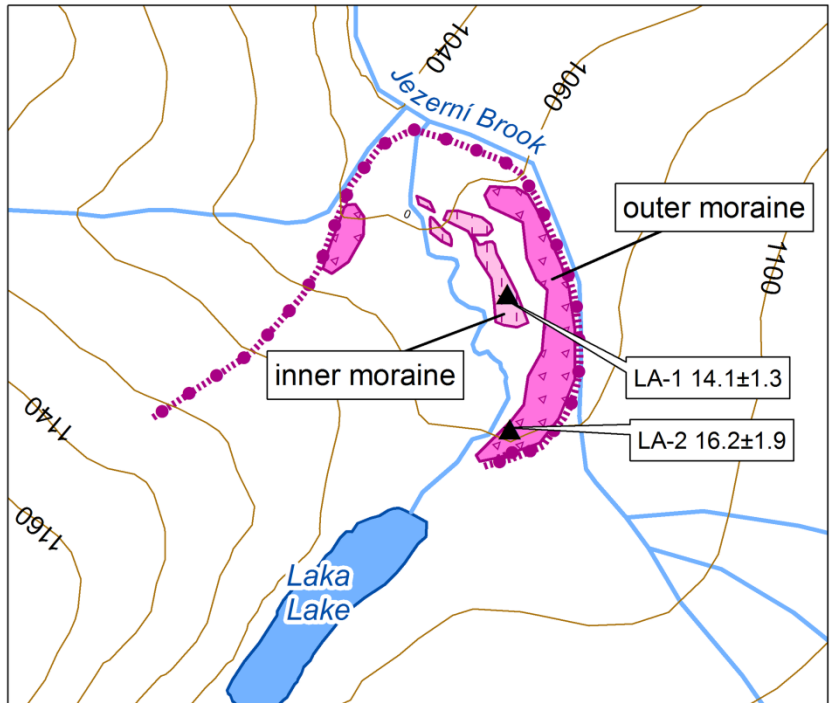 1040
Jezerní Brook
1060
outer moraine
1100
inner moraine
LA-1 14.1±1.3
LA-2 16.2±1.9
1140
1160
Laka
Lake